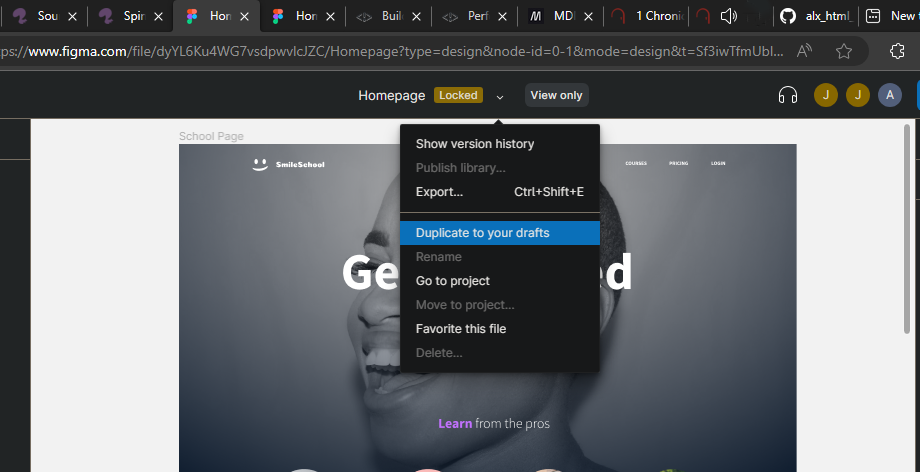 Sou
Spir
Hon
Hon
Buil
Perf
MDI
1 Chronic
alx_html_
New t
ps://www.figma.com/file/dyYL6Ku4WG7vsdpwvlcJZC/Homepage?type=design&node-id=0-1&mode=design&t=Sf3iwTfmUbI...
Homepage Locked View only
J J A
School Page
SmileSchool
COURSES PRICING LOGIN
Show version history
Publish library...
Export... Ctrl+Shift+E
Duplicate to your drafts
Rename
Go to project
Move to project...
Favorite this file
Delete...
Ge
ed
Learn from the pros